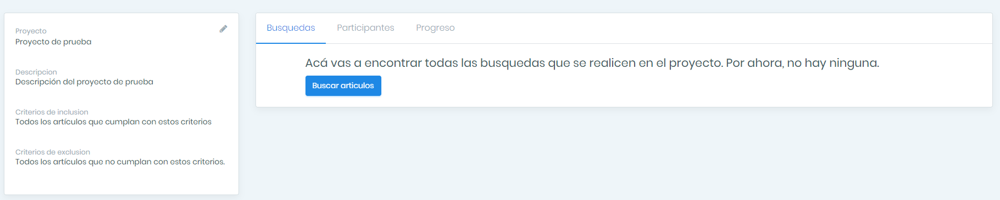 Proyecto
Proyecto de prueba
Descripcion
Descripción del proyecto de prueba
Criterios de inclusion
Todos los artículos que cumplan con estos criterios
Criterios de exclusion
Todos los artículos que no cumplan con estos criterios.
Busquedas Participantes Progreso
Acá vas a encontrar todas las busquedas que se realicen en el proyecto. Por ahora, no hay ninguna.
Buscar articulos